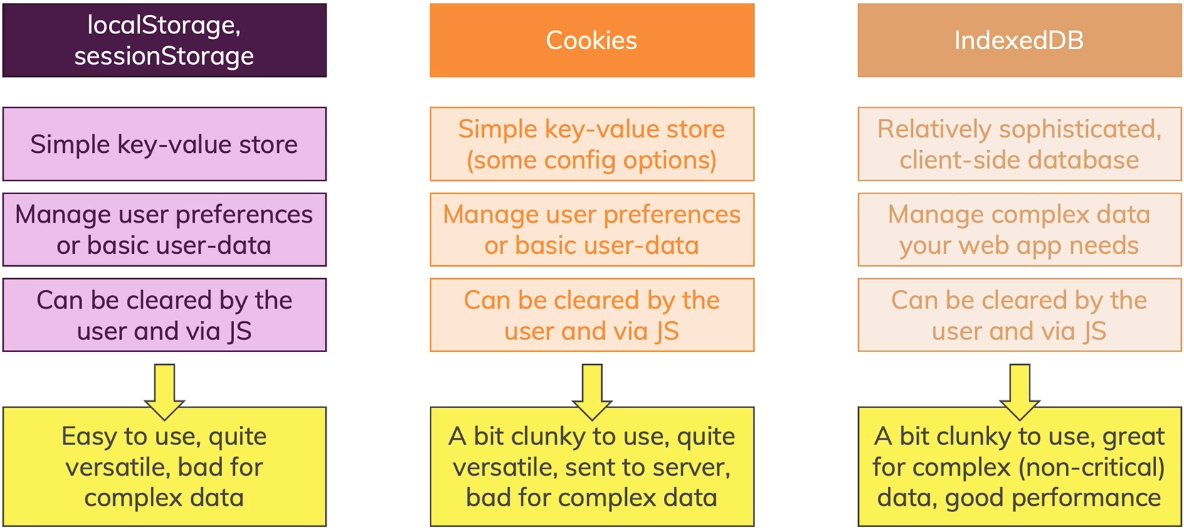 localStorage,
sessionStorage
Simple key-value store
Manage user preferences
or basic user-data
Can be cleared by the
user and via JS
Easy to use, quite
versatile, bad for
complex data
Cookies
Simple key-value store
(some config options)
Manage user preferences
or basic user-data
Can be cleared by the
user and via JS
A bit clunky to use, quite
versatile, sent to server,
bad for complex data
IndexedDB
Relatively sophisticated,
client-side database
Manage complex data
your web app needs
Can be cleared by the
user and via JS
A bit clunky to use, great
for complex (non-critical)
data, good performance